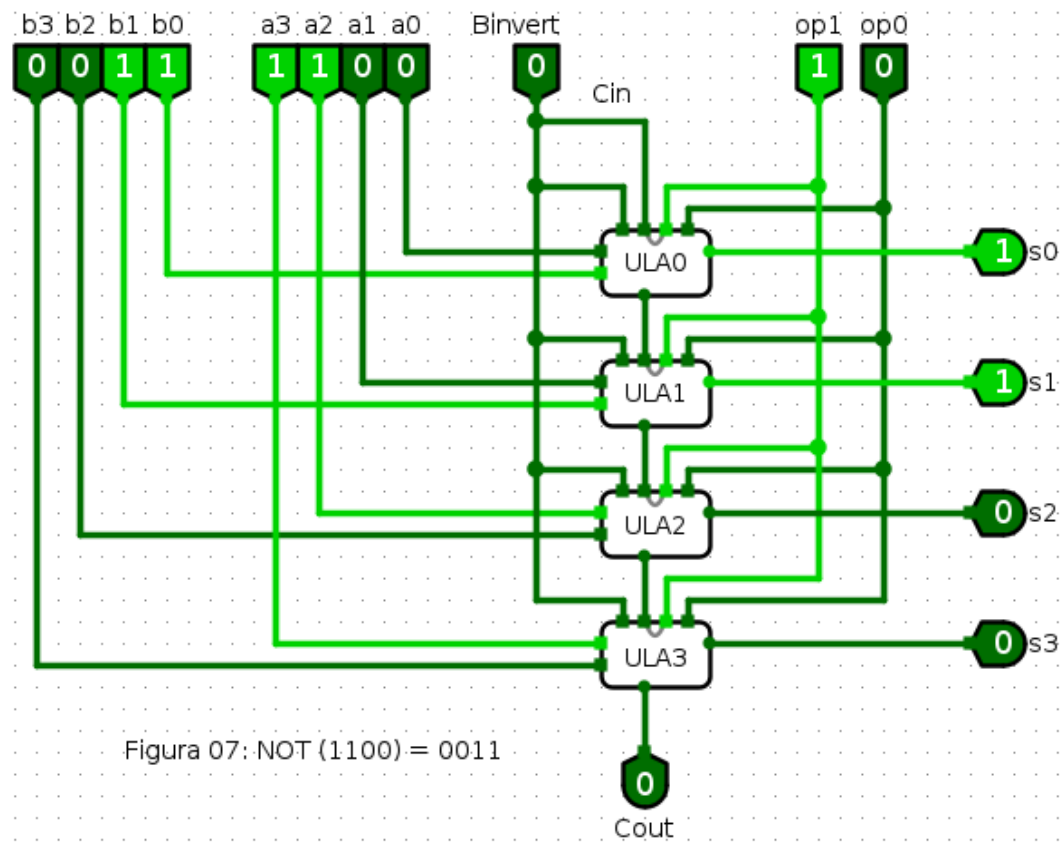 b3 b2 b1 b0 a3 a2 a1 a0 Binvert op1 op0
0 0 1 1 1 1 0 0 0 1 0
Cin
ULA0 1 s0
ULA1 1 s1
ULA2 0 s2
ULA3 0 s3
Figura 07: NOT (1100) = 0011
0
Cout